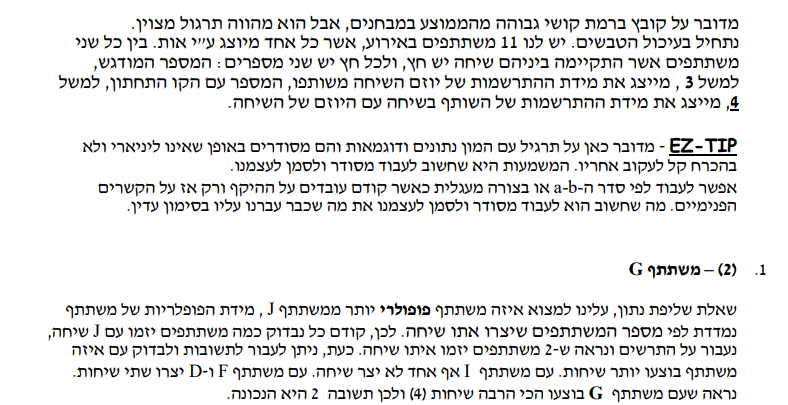 מדובר על קובץ ברמת קושי גבוהה מהממוצע במבחנים, אבל הוא מהווה תרגול מצוין.
נתחיל בעיכול הטבשים. יש לנו 11 משתתפים באירוע, אשר כל אחד מיוצג ע״י אות. בין כל שני
משתתפים אשר התקיימה ביניהם שיחה יש חץ, ולכל חץ יש שני מספרים: המספר המודגש,
למשל 3, מייצג את מידת ההתרשמות של יוזם השיחה משותפו, המספר עם הקו התחתון, למשל
4, מייצג את מידת ההתרשמות של השותף בשיחה עם היוזם של השיחה.
EZ-TIP - מדובר כאן על תרגיל עם המון נתונים ודוגמאות והם מסודרים באופן שאינו ליניארי ולא
בהכרח קל לעקוב אחריו. המשמעות היא שחשוב לעבוד מסודר ולסמן לעצמנו.
אפשר לעבוד לפי סדר ה-a-b או בצורה מעגלית כאשר קודם עובדים על ההיקף ורק אז על הקשרים
הפנימיים. מה שחשוב הוא לעבוד מסודר ולסמן לעצמנו את מה שכבר עברנו עליו בסימון עדין.
1. (2) – משתתף G
שאלת שליפת נתון, עלינו למצוא איזה משתתף פופולרי יותר ממשתתף J, מידת הפופלריות של משתתף
נמדדת לפי מספר המשתתפים שיצרו אתו שיחה. לכן, קודם כל נבדוק כמה משתתפים יזמו עם J שיחה,
נעבור על התרשים ונראה ש-2 משתתפים יזמו איתו שיחה. כעת, ניתן לעבור לתשובות ולבדוק עם איזה
משתתף בוצעו יותר שיחות. עם משתתף I אף אחד לא יצר שיחה. עם משתתף F ו-D יצרו שתי שיחות.
נראה שעם משתתף G בוצעו הכי הרבה שיחות (4) ולכן תשובה 2 היא הנכונה.